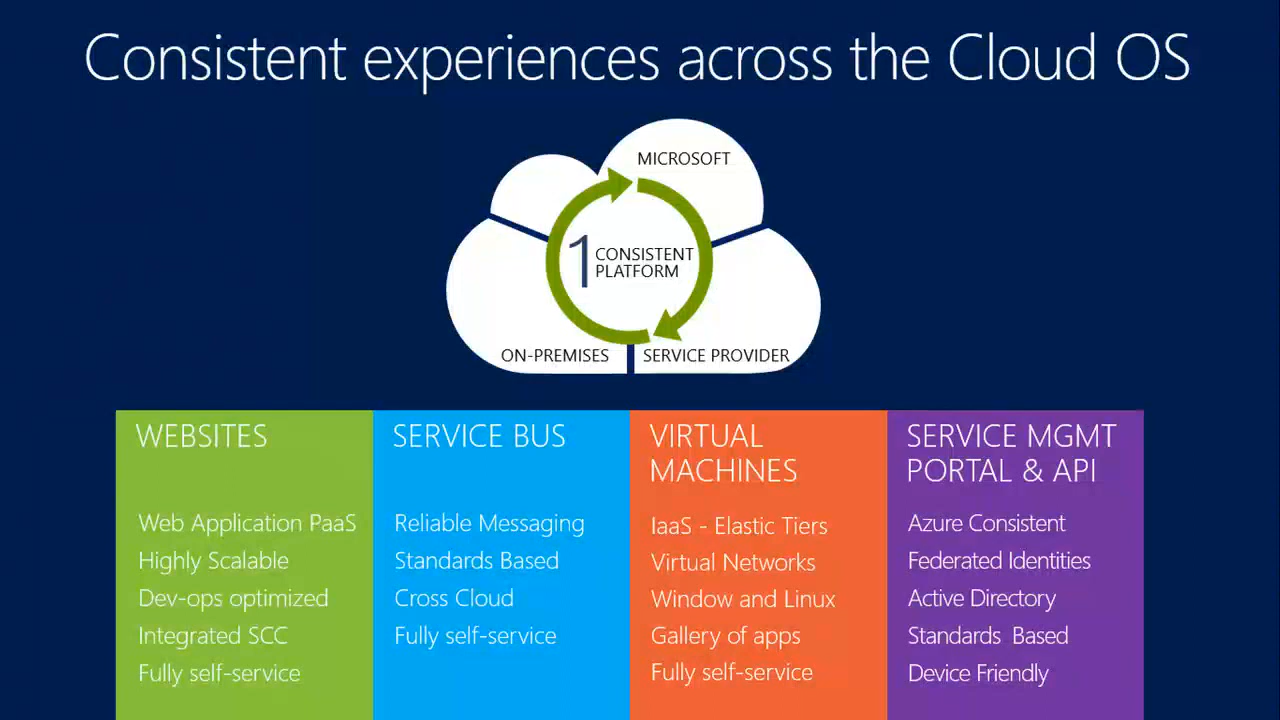 Consistent experiences across the Cloud OS
MICROSOFT
1
CONSISTENT
PLATFORM
ON-PREMISES
SERVICE PROVIDER
WEBSITES
Web Application PaaS
Highly Scalable
Dev-ops optimized
Integrated SCC
Fully self-service
SERVICE BUS
Reliable Messaging
Standards Based
Cross Cloud
Fully self-service
VIRTUAL
MACHINES
IaaS - Elastic Tiers
Virtual Networks
Window and Linux
Gallery of apps
Fully self-service
SERVICE MGMT
PORTAL & API
Azure Consistent
Federated Identities
Active Directory
Standards Based
Device Friendly